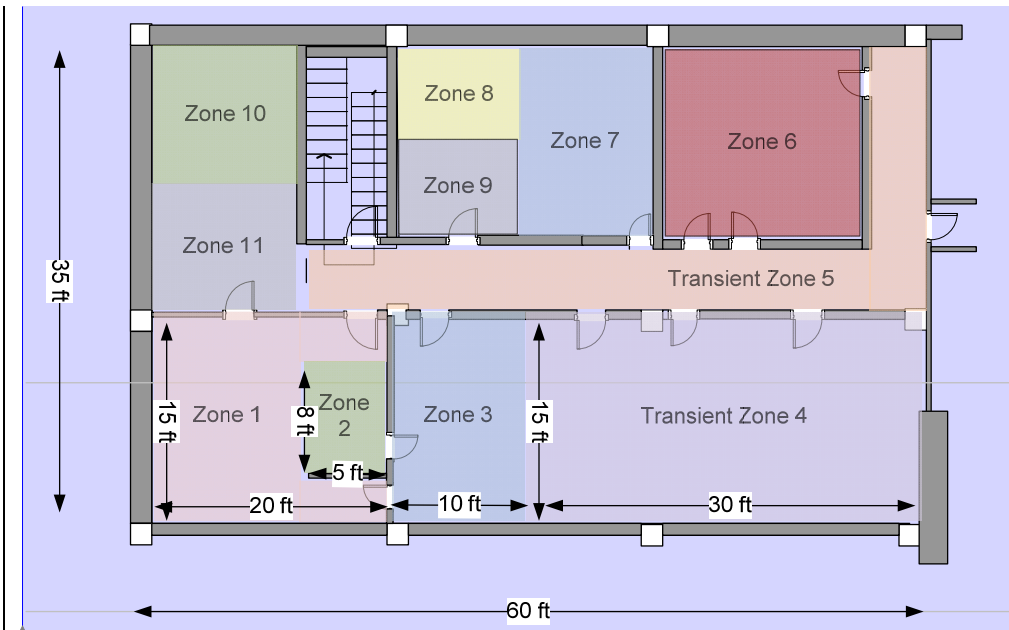 Zone 10
Zone 8
Zone 7
Zone 6
Zone 9
Zone 11
35 ft
Transient Zone 5
Zone 1
15 ft
8 ft
Zone
2
Zone 3
15 ft
Transient Zone 4
5 ft
20 ft
10 ft
30 ft
60 ft